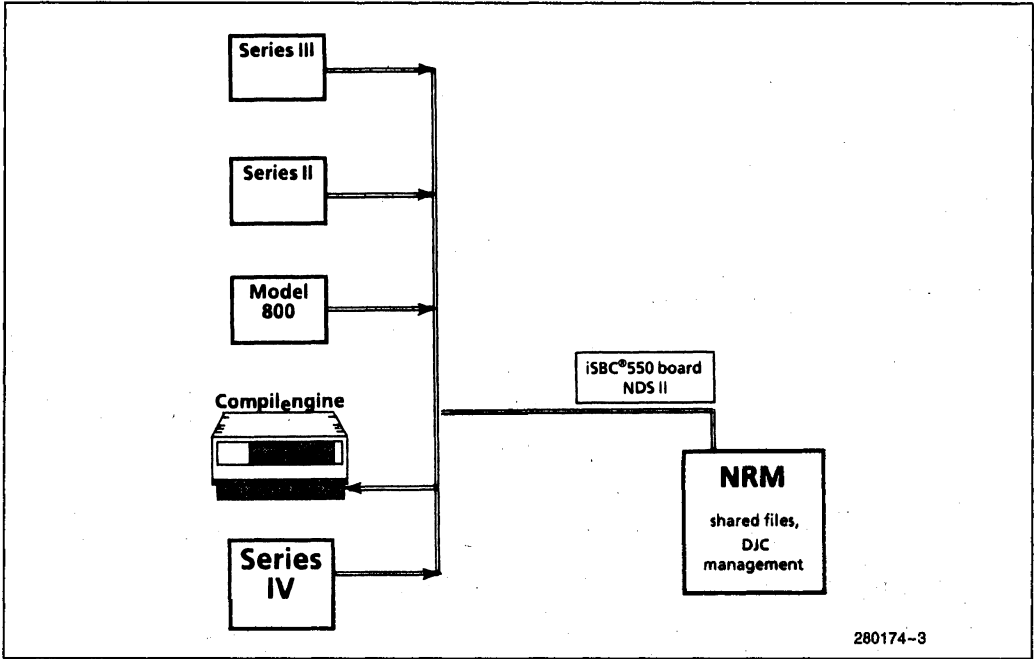 Series III
Series II
Model
800
Compilengine
Series
IV
iSBC®550 board
NDS II
NRM
shared files,
DJC
management
280174-3